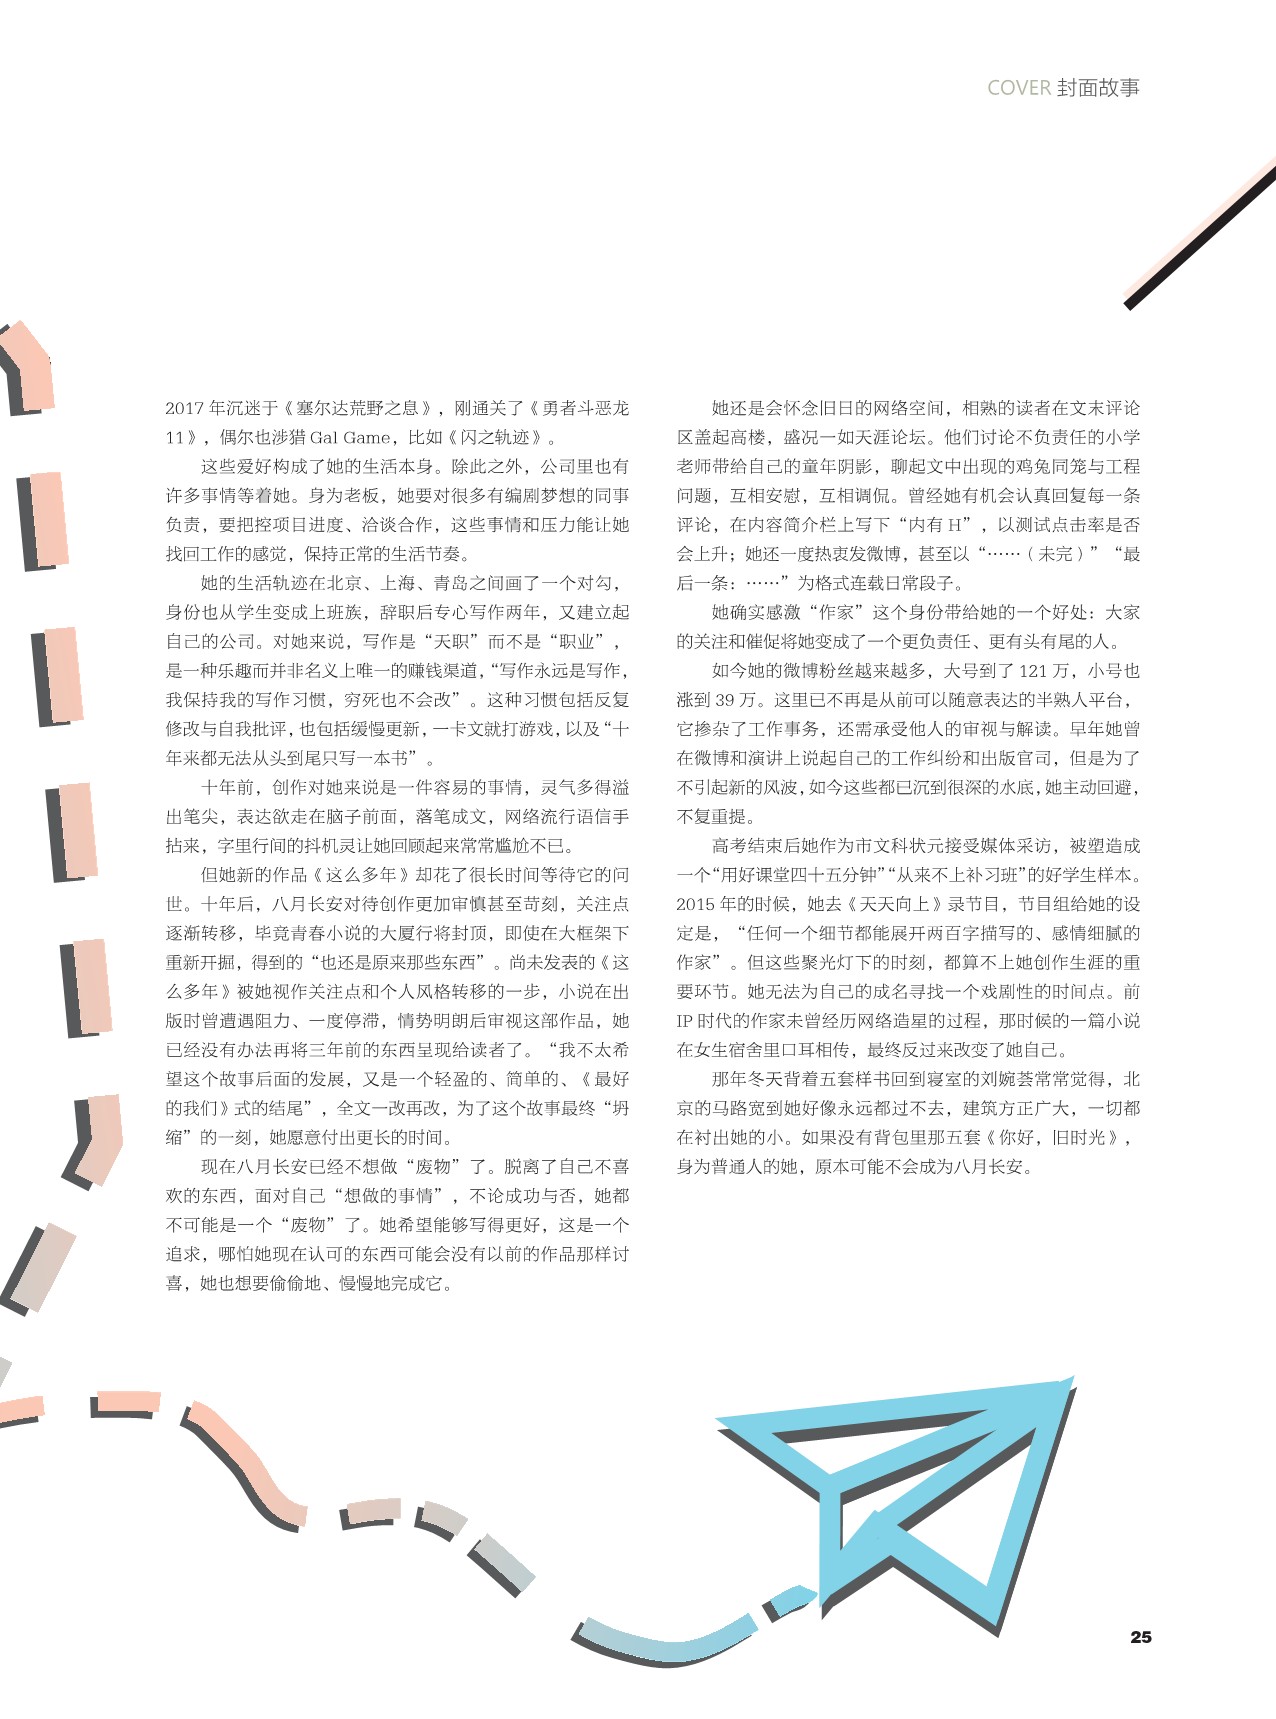 COVER 封面故事
2017 年沉迷于《塞尔达荒野之息》，刚通关了《勇者斗恶龙
11》，偶尔也涉猎 Gal Game，比如《闪之轨迹》。
这些爱好构成了她的生活本身。除此之外，公司里也有
许多事情等着她。身为老板，她要对很多有编剧梦想的同事
负责，要把控项目进度、洽谈合作，这些事情和压力能让她
找回工作的感觉，保持正常的生活节奏。
她的生活轨迹在北京、上海、青岛之间画了一个对勾，
身份也从学生变成上班族，辞职后专心写作两年，又建立起
自己的公司。对她来说，写作是“天职”而不是“职业”，
是一种乐趣而并非名义上唯一的赚钱渠道，“写作永远是写作，
我保持我的写作习惯，穷死也不会改”。这种习惯包括反复
修改与自我批评，也包括缓慢更新，一卡文就打游戏，以及“十
年来都无法从头到尾只写一本书”。
十年前，创作对她来说是一件容易的事情，灵气多得溢
出笔尖，表达欲走在脑子前面，落笔成文，网络流行语信手
拈来，字里行间的抖机灵让她回顾起来常常尴尬不已。
但她新的作品《这么多年》却花了很长时间等待它的问
世。十年后，八月长安对待创作更加审慎甚至苛刻，关注点
逐渐转移，毕竟青春小说的大厦行将封顶，即使在大框架下
重新开掘，得到的“也还是原来那些东西”。尚未发表的《这
么多年》被她视作关注点和个人风格转移的一步，小说在出
版时曾遭遇阻力、一度停滞，情势明朗后审视这部作品，她
已经没有办法再将三年前的东西呈现给读者了。“我不太希
望这个故事后面的发展，又是一个轻盈的、简单的、《最好
的我们》式的结尾”，全文一改再改，为了这个故事最终“坍
缩”的一刻，她愿意付出更长的时间。
现在八月长安已经不想做“废物”了。脱离了自己不喜
欢的东西，面对自己“想做的事情”，不论成功与否，她都
不可能是一个“废物”了。她希望能够写得更好，这是一个
追求，哪怕她现在认可的东西可能会没有以前的作品那样讨
喜，她也想要偷偷地、慢慢地完成它。
她还是会怀念旧日的网络空间，相熟的读者在文末评论
区盖起高楼，盛况一如天涯论坛。他们讨论不负责任的小学
老师带给自己的童年阴影，聊起文中出现的鸡兔同笼与工程
问题，互相安慰，互相调侃。曾经她有机会认真回复每一条
评论，在内容简介栏上写下“内有 H”，以测试点击率是否
会上升；她还一度热衷发微博，甚至以“……（未完）”“最
后一条：……”为格式连载日常段子。
她确实感激“作家”这个身份带给她的一个好处：大家
的关注和催促将她变成了一个更负责任、更有头有尾的人。
如今她的微博粉丝越来越多，大号到了 121 万，小号也
涨到 39 万。这里已不再是从前可以随意表达的半熟人平台，
它掺杂了工作事务，还需承受他人的审视与解读。早年她曾
在微博和演讲上说起自己的工作纠纷和出版官司，但是为了
不引起新的风波，如今这些都已沉到很深的水底，她主动回避，
不复重提。
高考结束后她作为市文科状元接受媒体采访，被塑造成
一个“用好课堂四十五分钟”“从来不上补习班”的好学生样本。
2015 年的时候，她去《天天向上》录节目，节目组给她的设
定是，“任何一个细节都能展开两百字描写的、感情细腻的
作家”。但这些聚光灯下的时刻，都算不上她创作生涯的重
要环节。她无法为自己的成名寻找一个戏剧性的时间点。前
IP 时代的作家未曾经历网络造星的过程，那时候的一篇小说
在女生宿舍里口耳相传，最终反过来改变了她自己。
那年冬天背着五套样书回到寝室的刘婉荟常常觉得，北
京的马路宽到她好像永远都过不去，建筑方正广大，一切都
在衬出她的小。如果没有背包里那五套《你好，旧时光》，
身为普通人的她，原本可能不会成为八月长安。
25